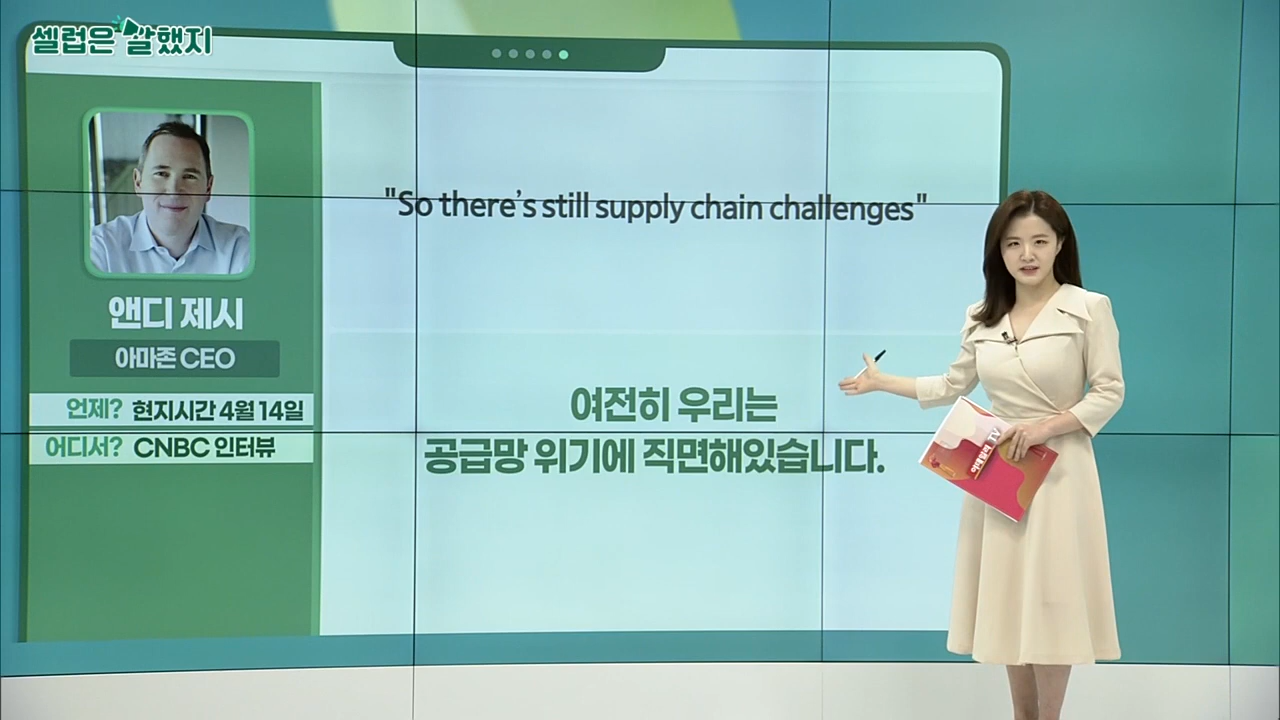 셀럽은 말했지
"So there's still supply chain challenges"
앤디 제시
아마존 CEO
언제? 현지시간 4월 14일
어디서? CNBC 인터뷰
여전히 우리는
공급망 위기에 직면해있습니다.